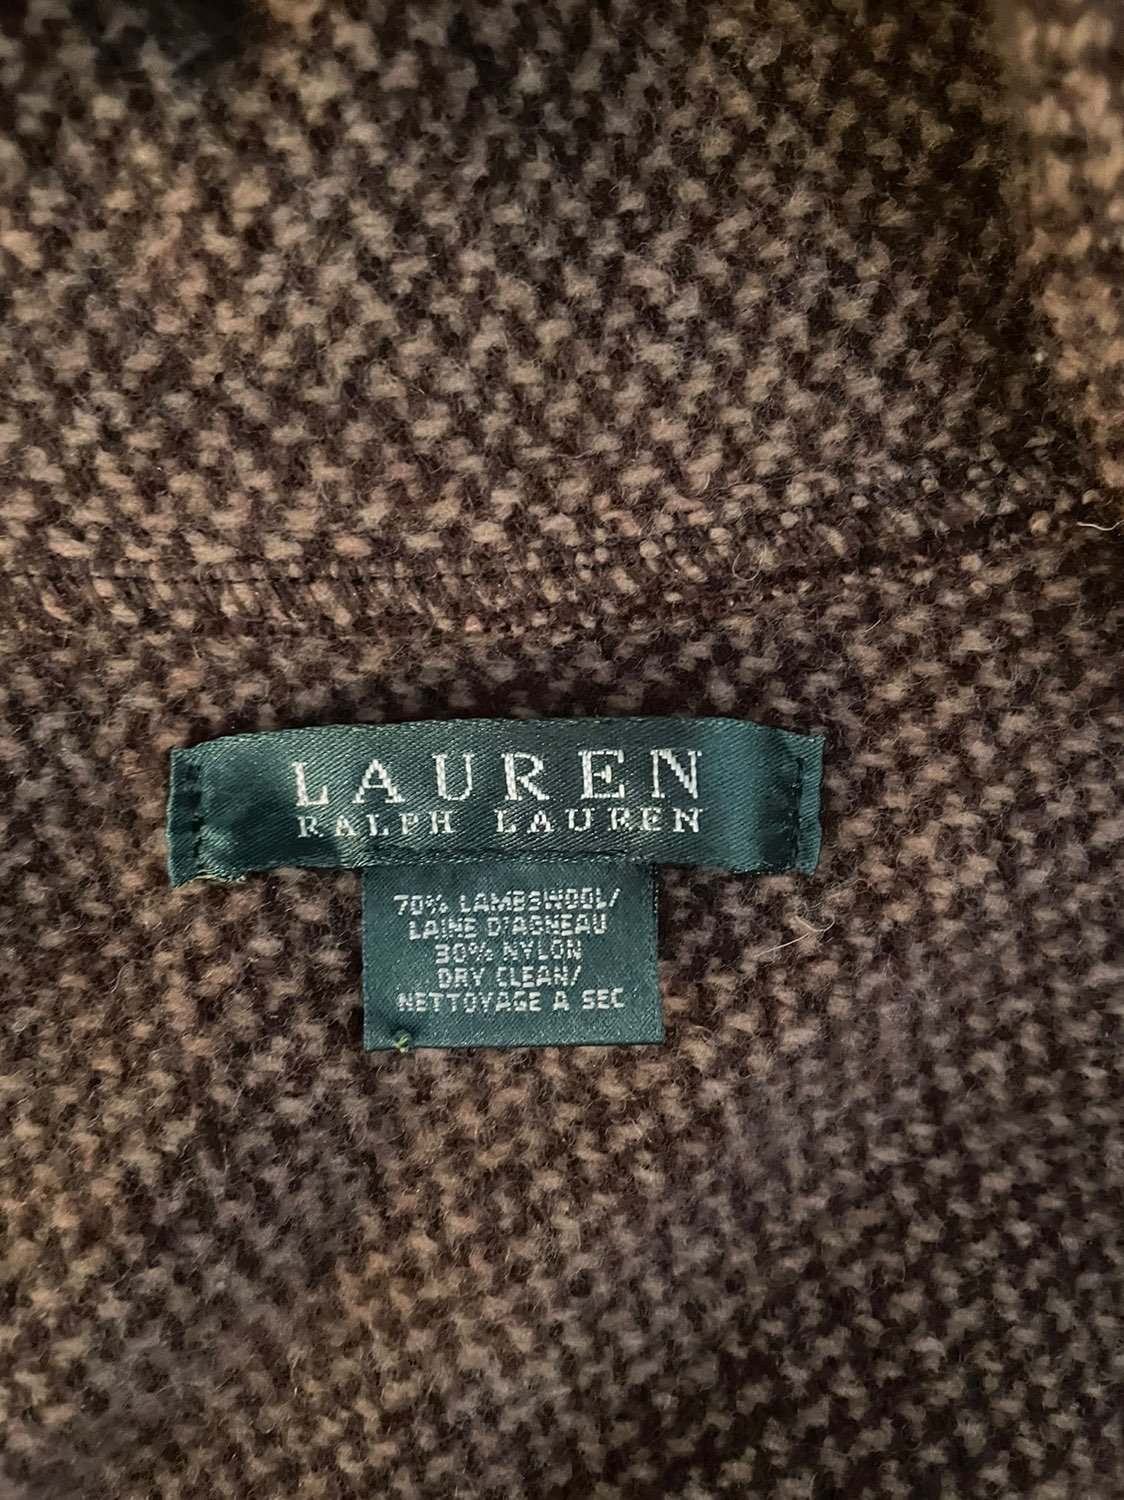 LAUREN
RALPH LAUREN
70% LAMBSWOOL/
LAINE D'AGNEAU
30% NYLON
DRY CLEAN/
NETTOYAGE A SEC